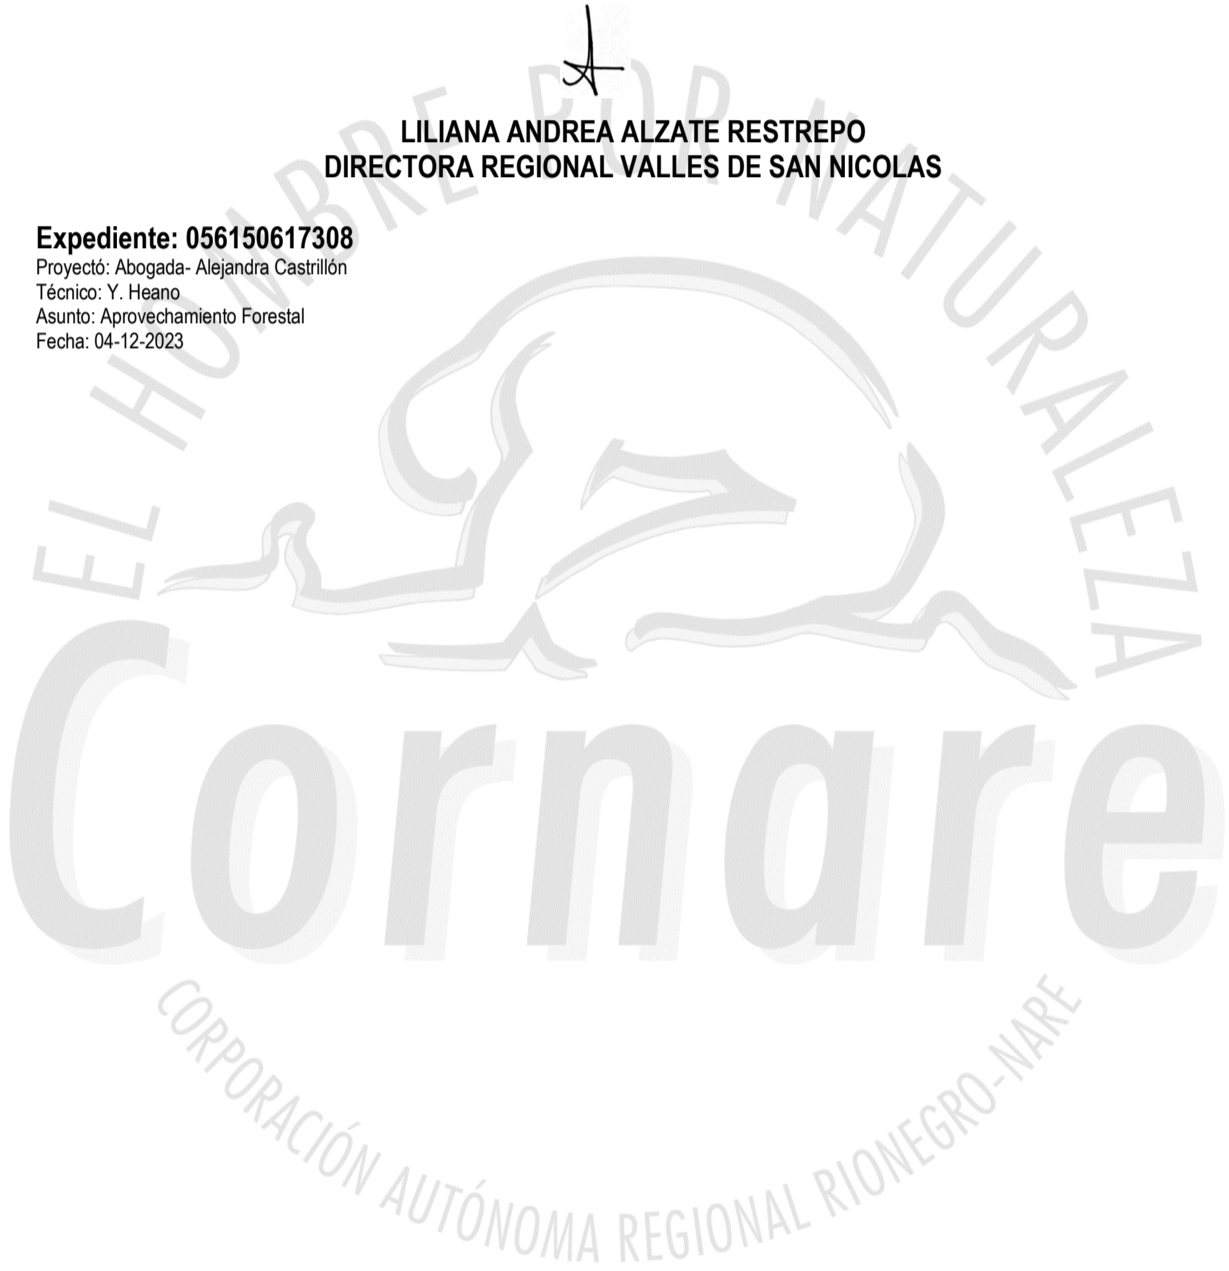 LILIANA ANDREA ALZATE RESTREPO
DIRECTORA REGIONAL VALLES DE SAN NICOLAS
Expediente: 056150617308
Proyectó: Abogada- Alejandra Castrillón
Técnico: Y. Heano
Asunto: Aprovechamiento Forestal
Fecha: 04-12-2023
EL HOMBRE POR NATURALEZA
Cornare
CORPORACIÓN AUTÓNOMA REGIONAL RIONEGRO-NARE